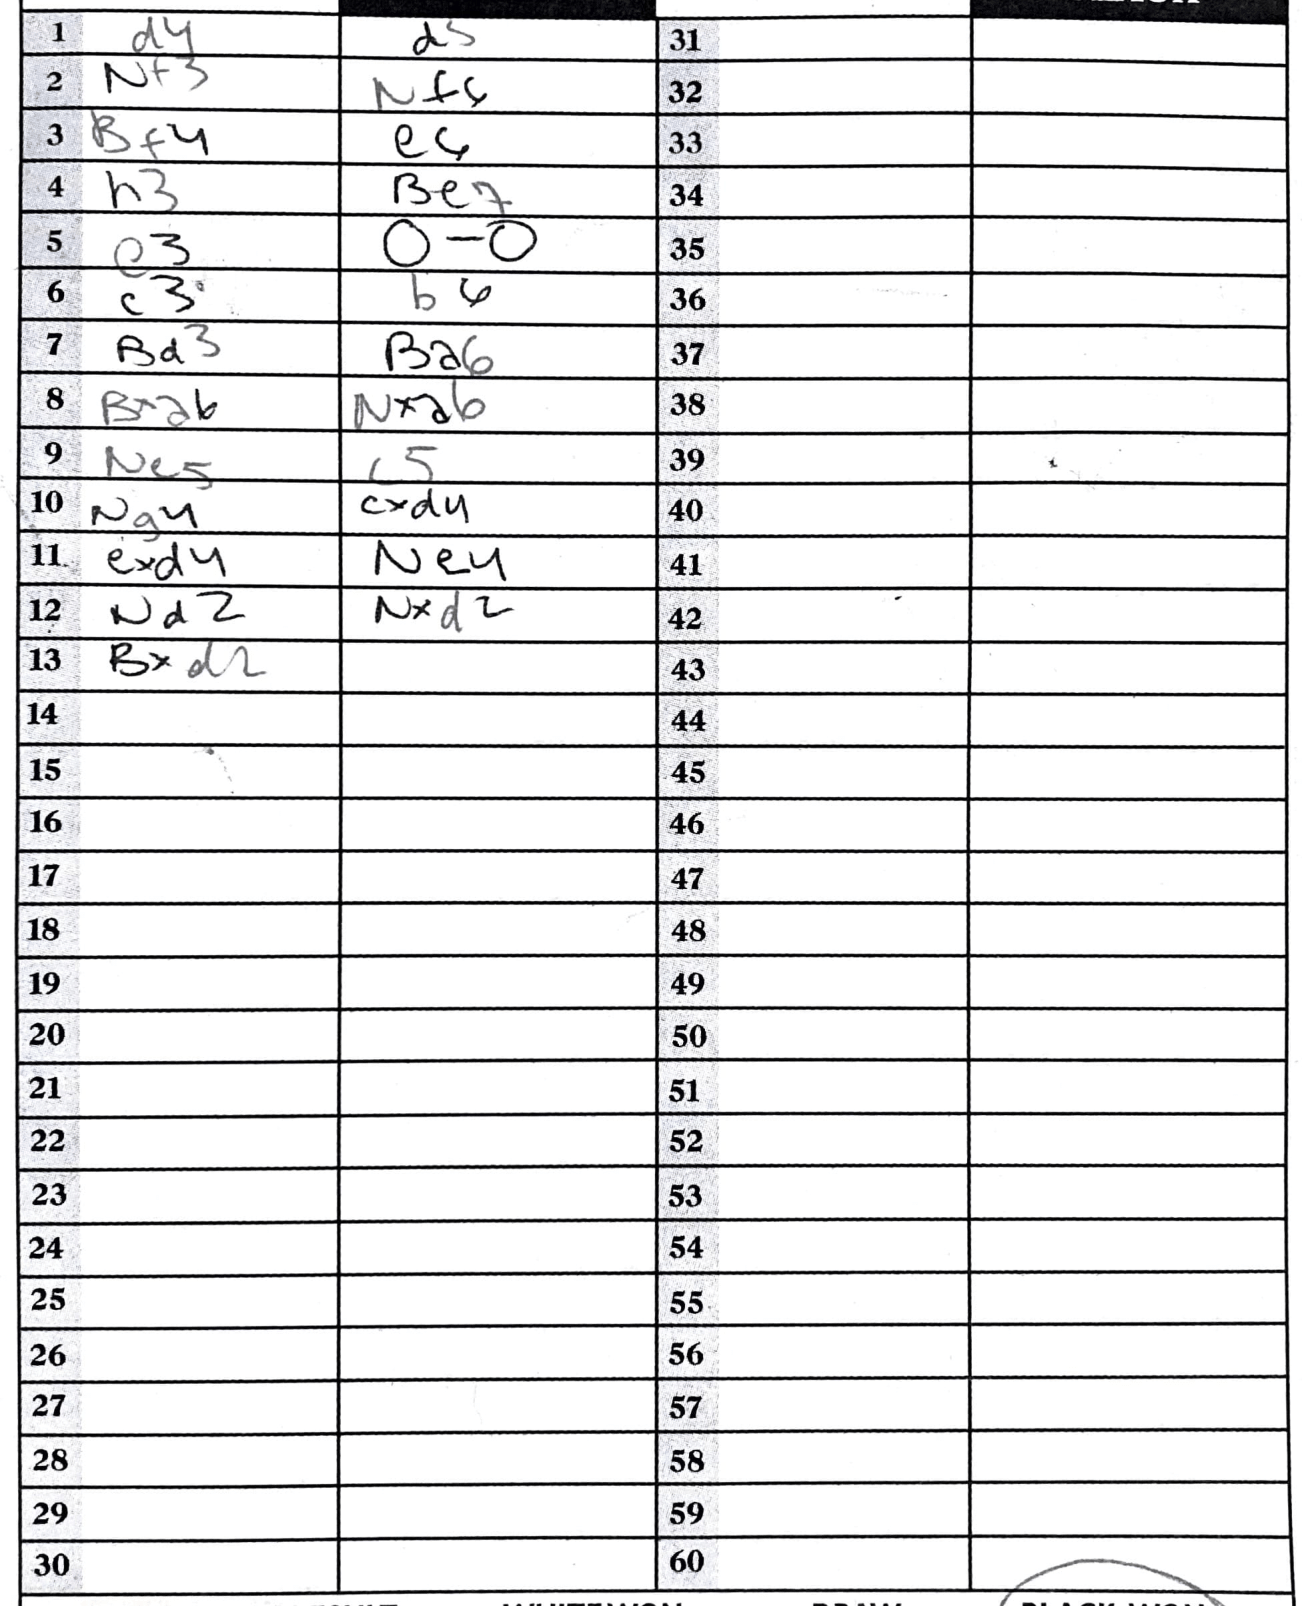 1 d4 d5 31
2 Nf3 Nf6 32
3 Bf4 e6 33
4 h3 Be7 34
5 e3 O-O 35
6 c3 b6 36
7 Bd3 Ba6 37
8 Bxa6 Nxa6 38
9 Ne5 c5 39
10 Ng4 cxd4 40
11 exd4 Ne4 41
12 Nd2 Nxd2 42
13 Bxd2 43
14 44
15 45
16 46
17 47
18 48
19 49
20 50
21 51
22 52
23 53
24 54
25 55
26 56
27 57
28 58
29 59
30 60
WHITE WON DRAW BLACK WON